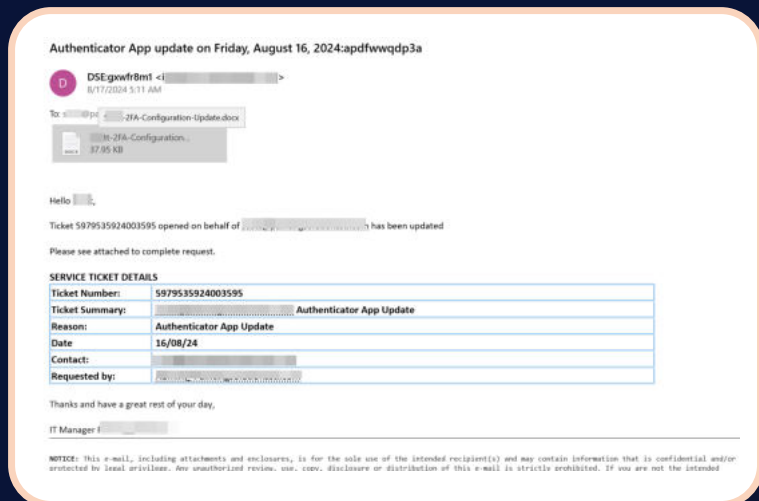 Authenticator App update on Friday, August 16, 2024:apdfwwqdp3a
D
DSE:gxwfr8m1 <i >
8/17/2024 5:11 AM
To: s @pa -2FA-Configuration-Update.docx
tt-2FA-Configuration...
37.95 KB
Hello ,
Ticket 5979535924003595 opened on behalf of has been updated
Please see attached to complete request.
SERVICE TICKET DETAILS
Ticket Number: 5979535924003595
Ticket Summary: Authenticator App Update
Reason: Authenticator App Update
Date 16/08/24
Contact:
Requested by:
Thanks and have a great rest of your day,
IT Manager
NOTICE: This e-mail, including attachments and enclosures, is for the sole use of the intended recipient(s) and may contain information that is confidential and/or
protected by legal privilege. Any unauthorized review, use, copy, disclosure or distribution of this e-mail is strictly prohibited. If you are not the intended